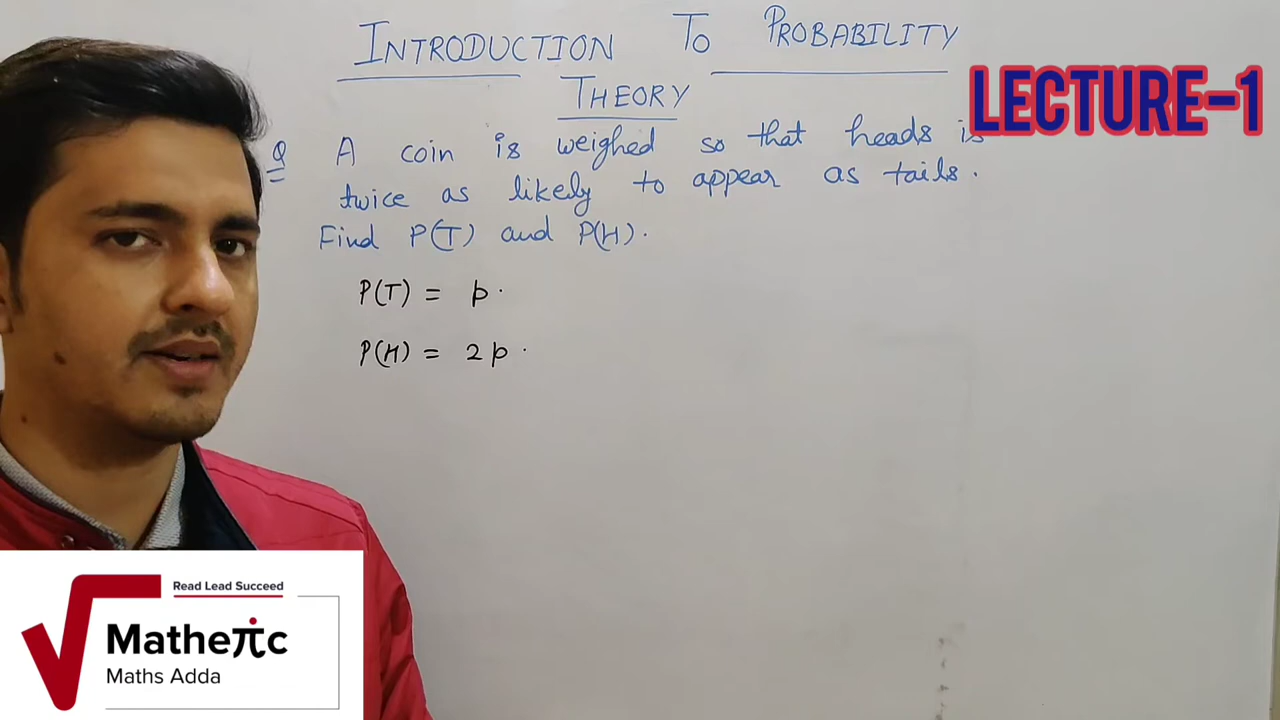 INTRODUCTION TO PROBABILITY
THEORY
LECTURE-1
Q A coin is weighed so that heads is
twice as likely to appear as tails.
Find P(T) and P(H).
P(T) = p.
P(H) = 2p.
Read Lead Succeed
Matheπc
Maths Adda